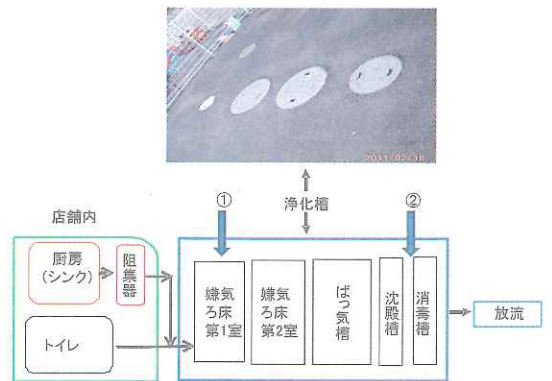 2011/02/18
①
浄化槽
②
店舗内
厨房
(シンク)
阻集器
トイレ
嫌気
ろ床
第1室
嫌気
ろ床
第2室
ばっ気槽
沈殿槽
消毒槽
放流